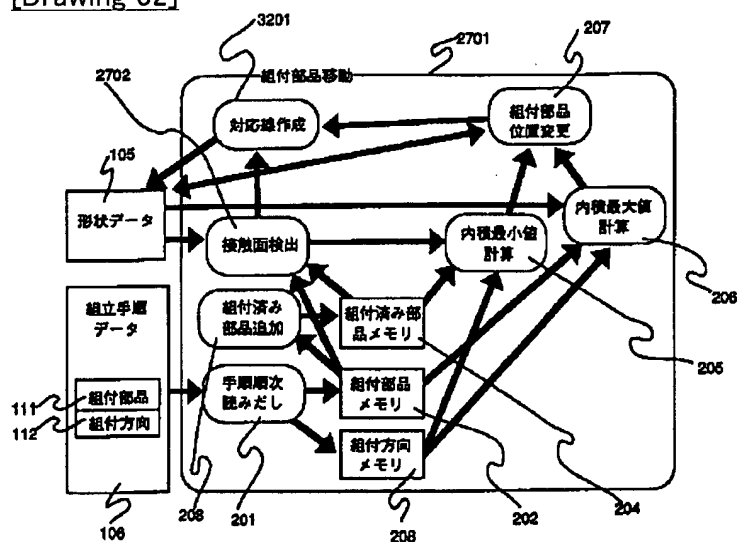 [Drawing 32]
3201
2701
207
2702
組付部品移動
対応線作成
組付部品
位置変更
105
形状データ
接触面検出
内積最小値
計算
内積最大値
計算
206
組立手順
データ
組付済み
部品追加
組付済み部
品メモリ
205
111
組付部品
112
組付方向
手順順次
読みだし
組付部品
メモリ
組付方向
メモリ
106
208
201
208
202
204